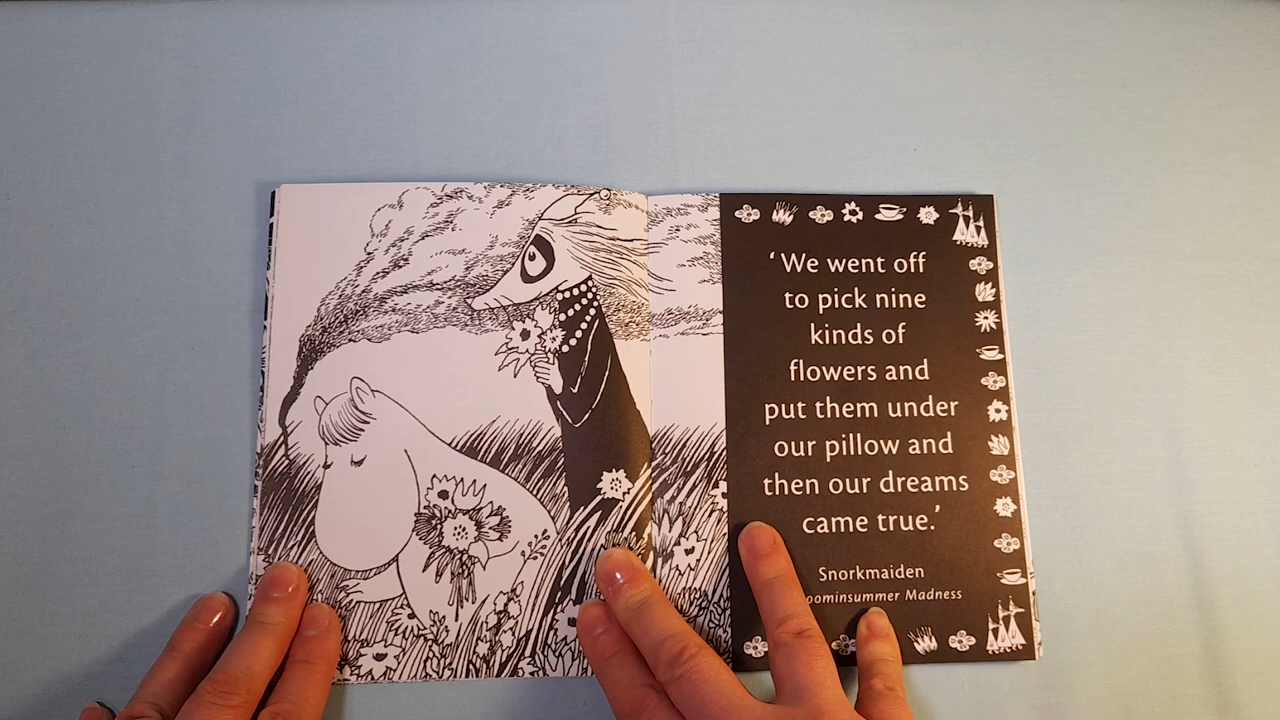 ‘We went off
to pick nine
kinds of
flowers and
put them under
our pillow and
then our dreams
came true.’
Snorkmaiden
oominsummer Madness